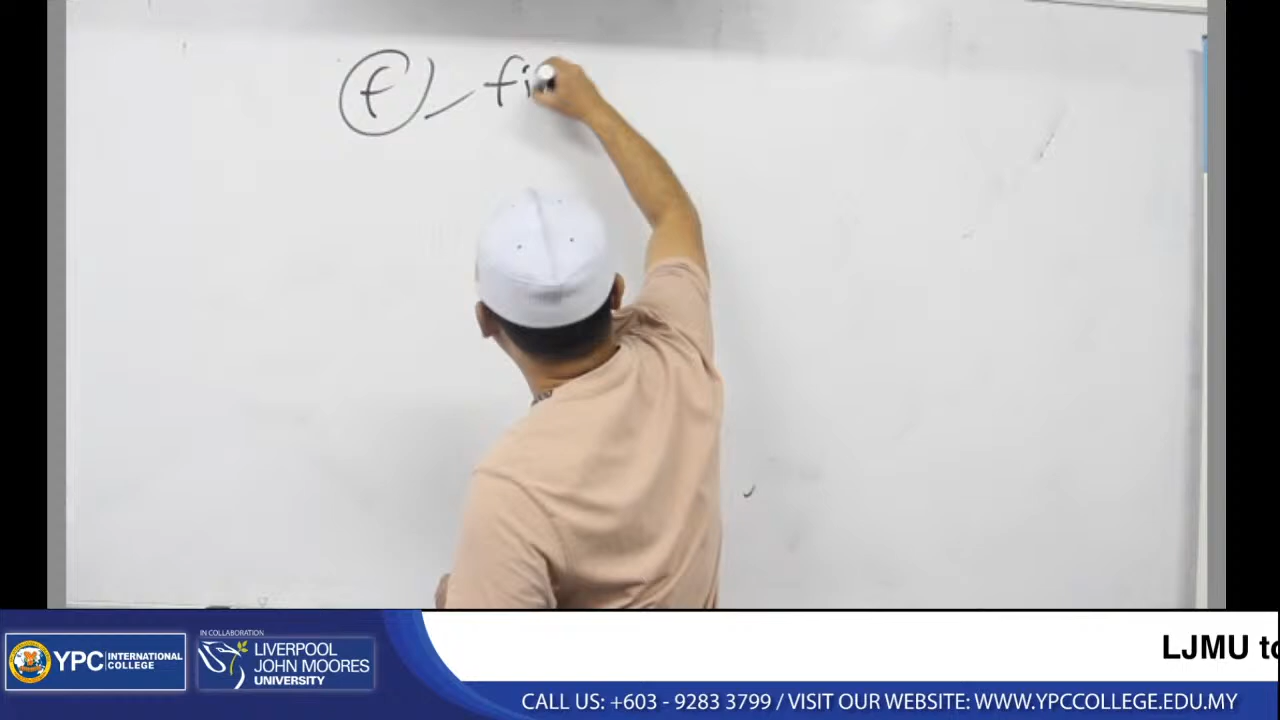 (f) - fi
YPC INTERNATIONAL COLLEGE
IN COLLABORATION
LIVERPOOL
JOHN MOORES
UNIVERSITY
LJMU to
CALL US: +603 - 9283 3799 / VISIT OUR WEBSITE: WWW.YPCCOLLEGE.EDU.MY